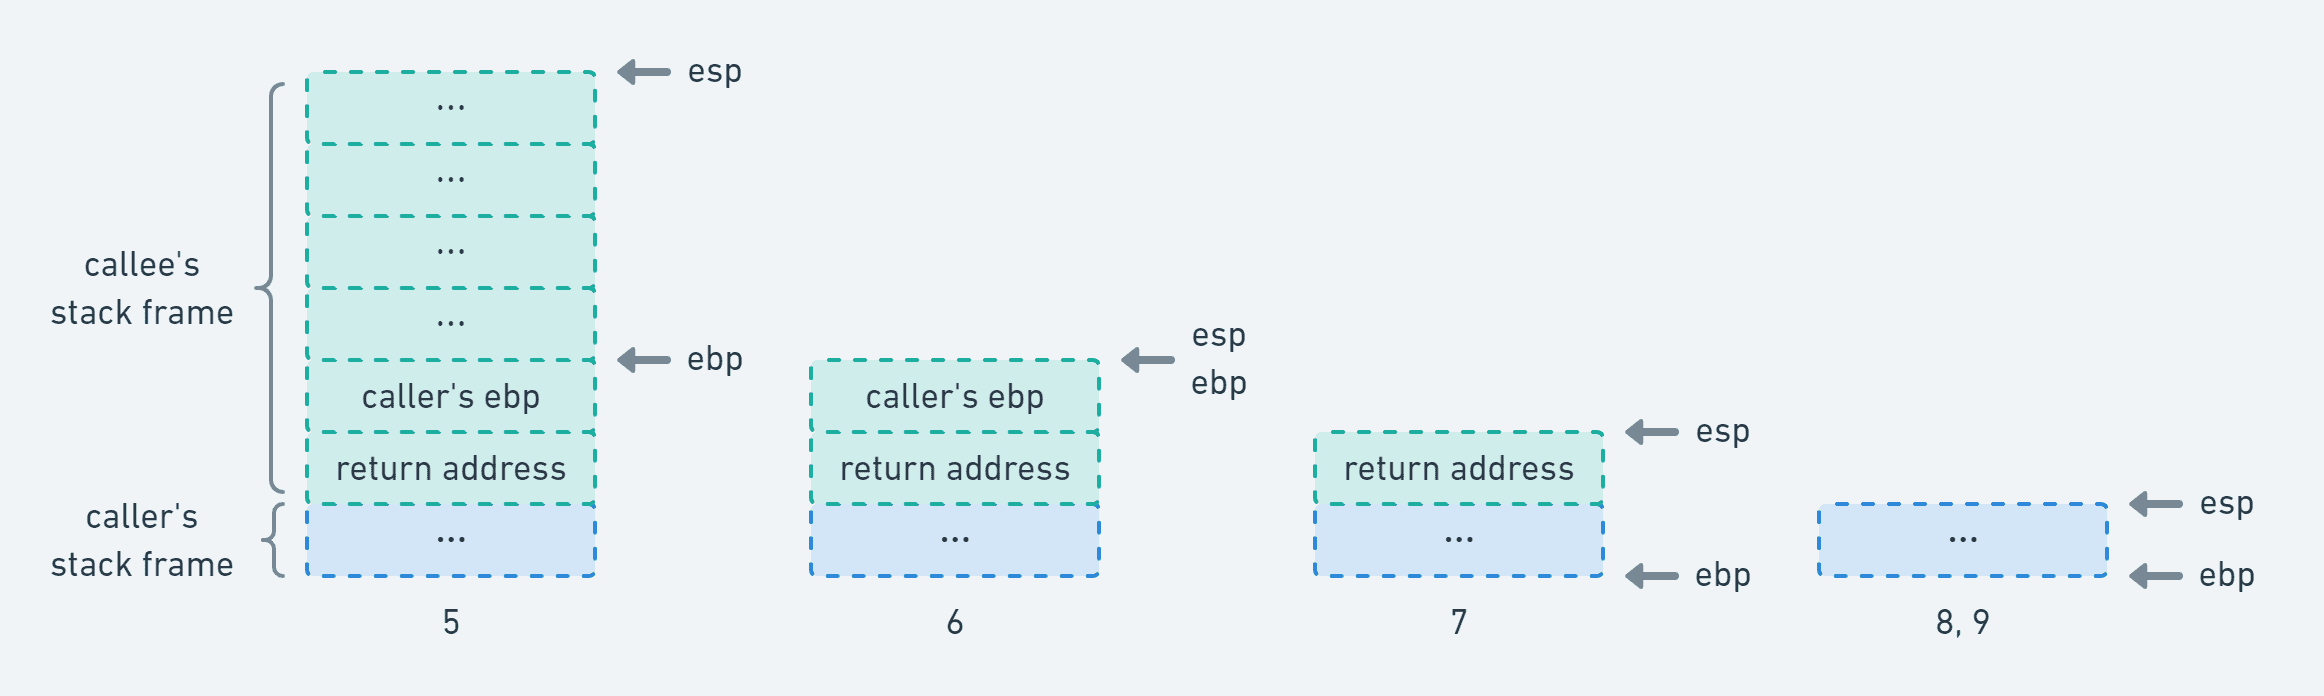 esp
...
...
...
callee's
stack frame
...
ebp
caller's ebp
return address
caller's
stack frame
...
5
esp
ebp
caller's ebp
return address
...
6
esp
return address
...
ebp
7
esp
...
ebp
8, 9